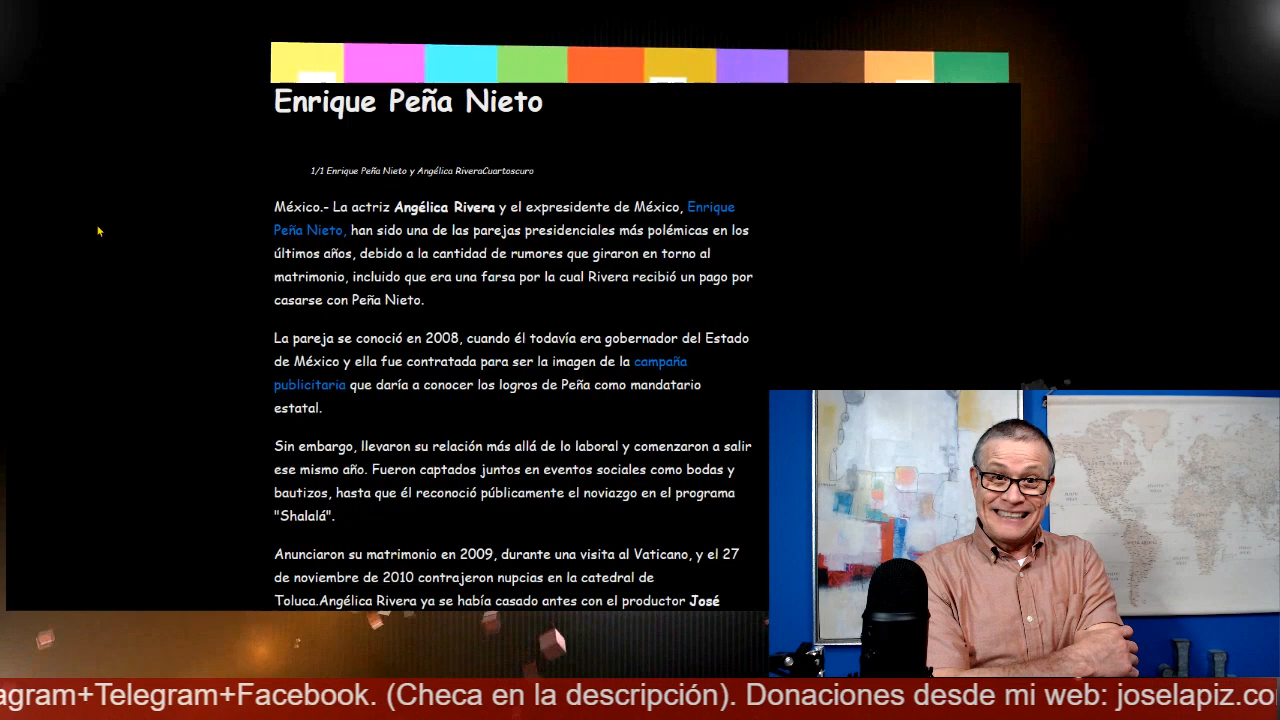 Enrique Peña Nieto
1/1 Enrique Peña Nieto y Angélica RiveraCuartoscuro
México.- La actriz Angélica Rivera y el expresidente de México, Enrique
Peña Nieto, han sido una de las parejas presidenciales más polémicas en los
últimos años, debido a la cantidad de rumores que giraron en torno al
matrimonio, incluido que era una farsa por la cual Rivera recibió un pago por
casarse con Peña Nieto.
La pareja se conoció en 2008, cuando él todavía era gobernador del Estado
de México y ella fue contratada para ser la imagen de la campaña
publicitaria que daría a conocer los logros de Peña como mandatario
estatal.
Sin embargo, llevaron su relación más allá de lo laboral y comenzaron a salir
ese mismo año. Fueron captados juntos en eventos sociales como bodas y
bautizos, hasta que él reconoció públicamente el noviazgo en el programa
"Shalalá".
Anunciaron su matrimonio en 2009, durante una visita al Vaticano, y el 27
de noviembre de 2010 contrajeron nupcias en la catedral de
Toluca.Angélica Rivera ya se había casado antes con el productor José
agram+Telegram+Facebook. (Checa en la descripción). Donaciones desde mi web: joselapiz.co